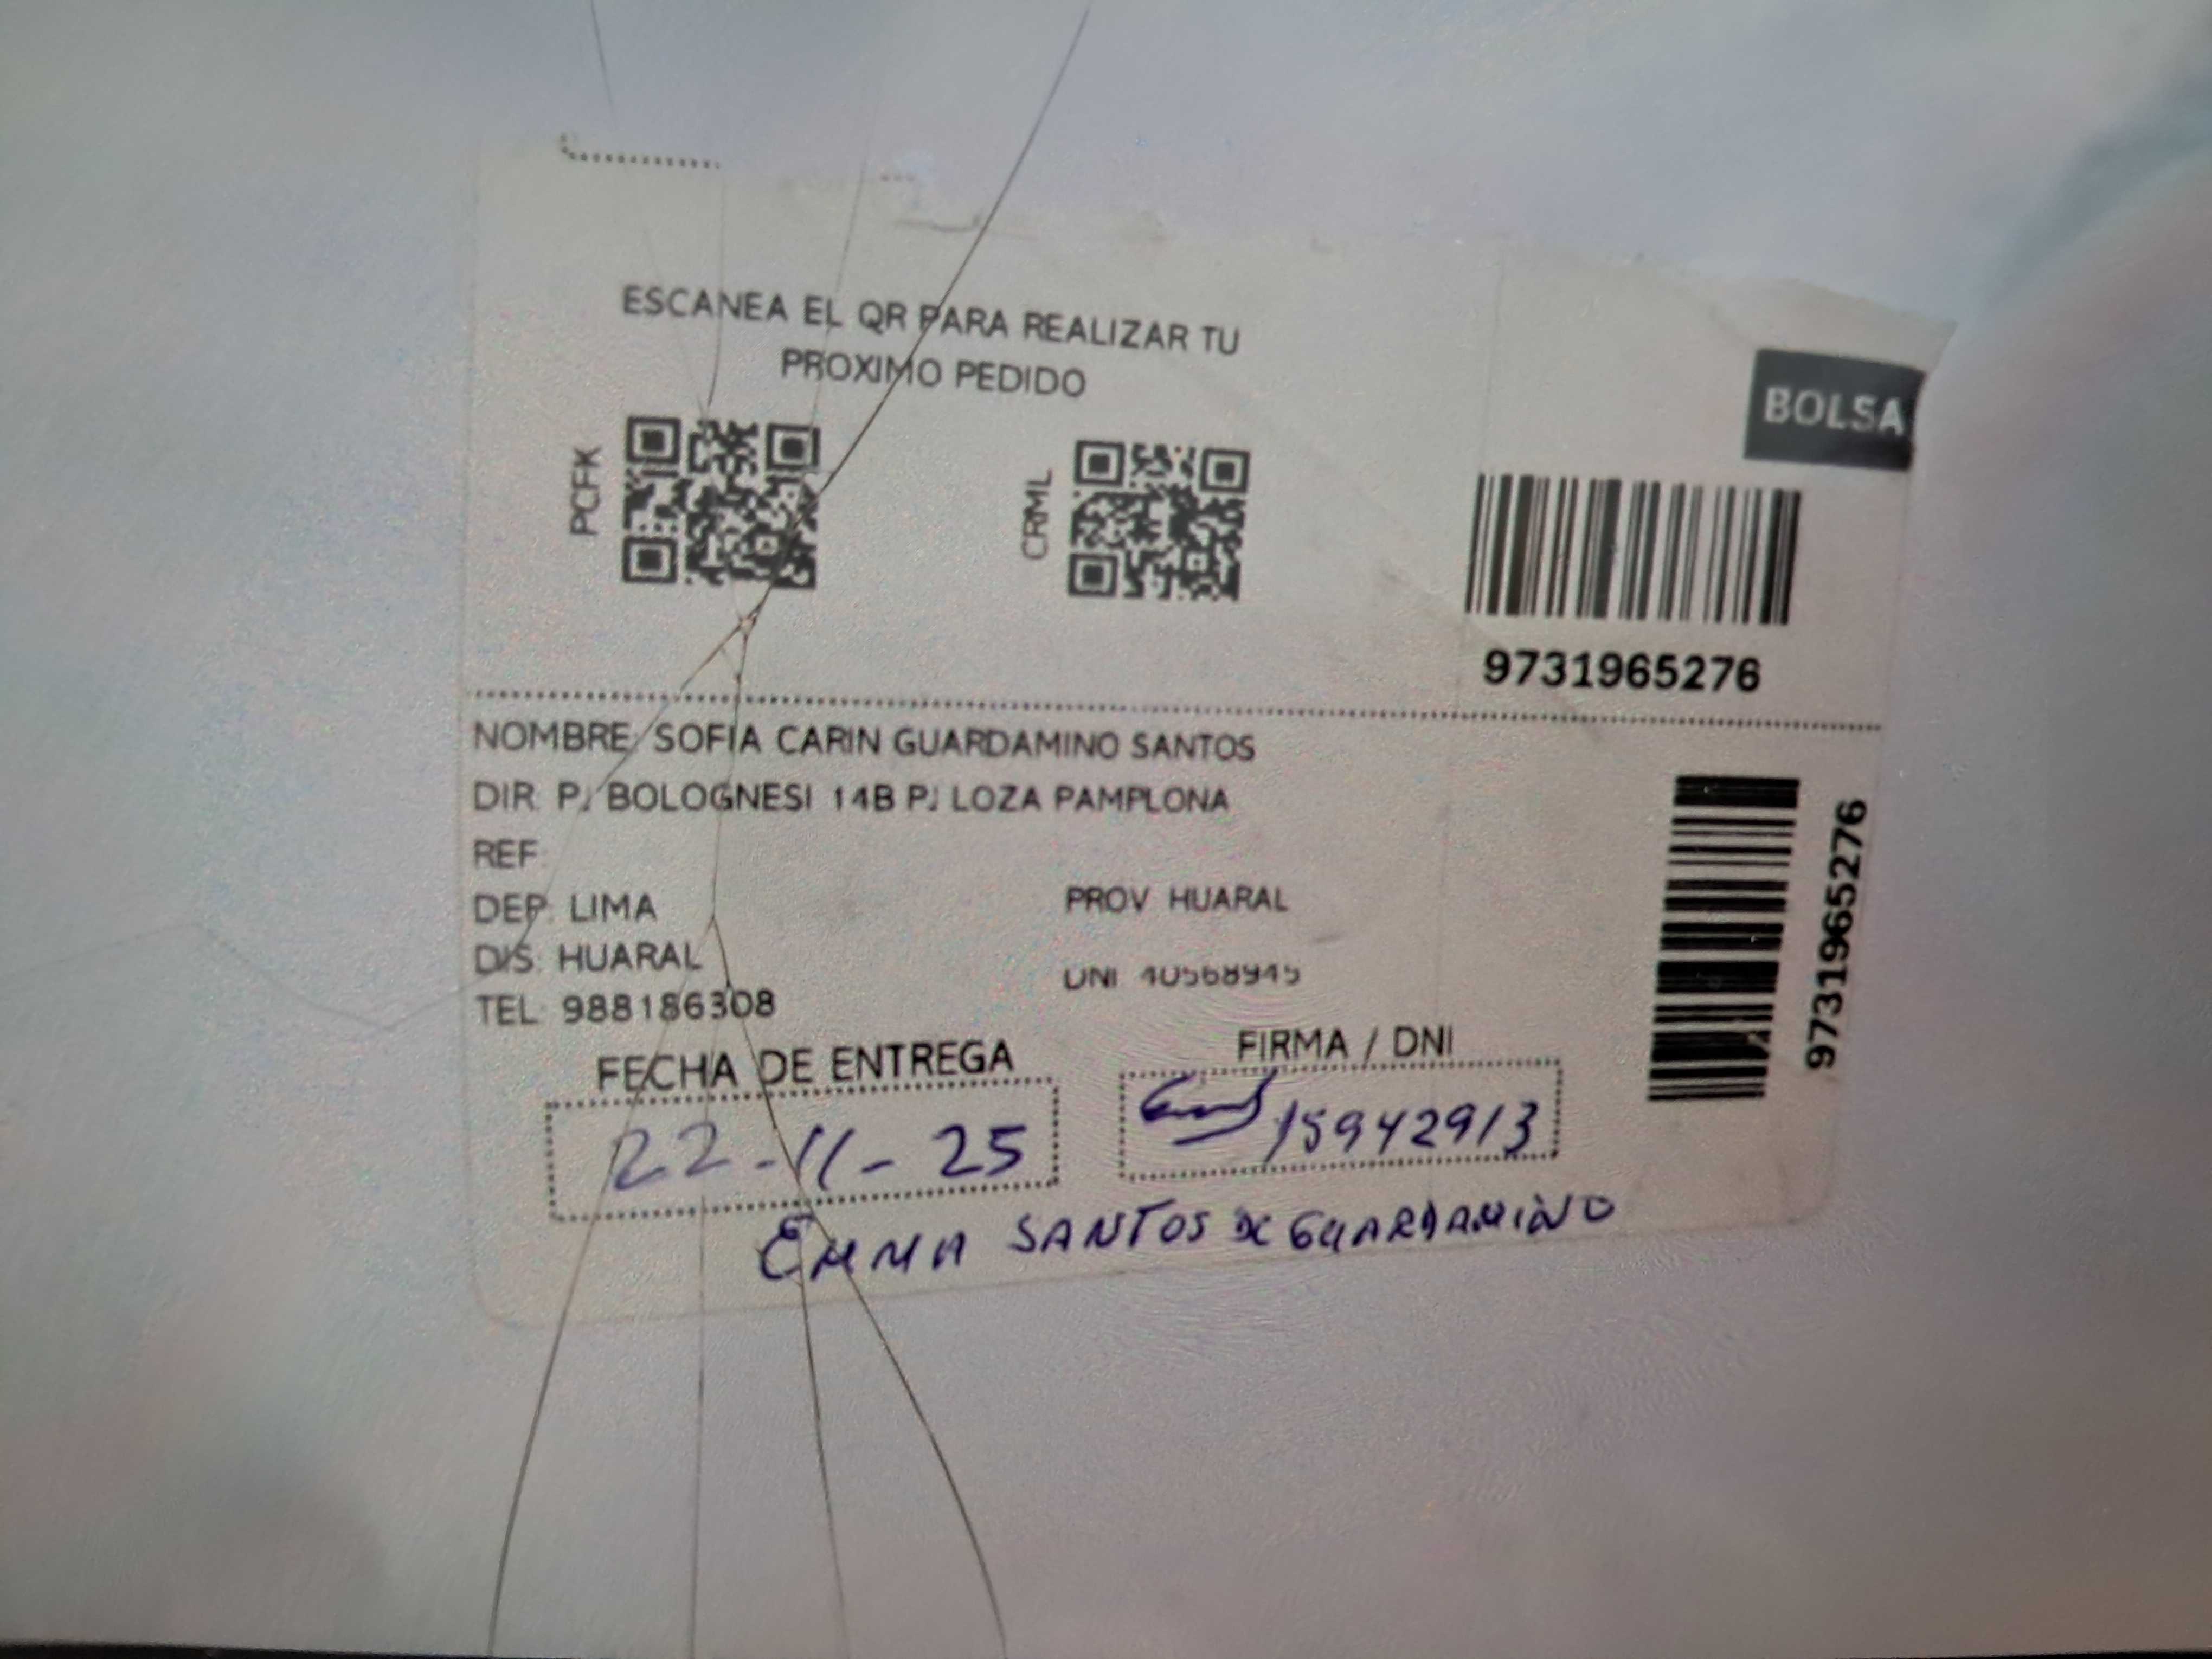 ESCANEA EL QR PARA REALIZAR TU
PROXIMO PEDIDO
BOLSA
PCFK
CRML
9731965276
NOMBRE: SOFIA CARIN GUARDAMINO SANTOS
DIR: PJ BOLOGNESI 14B PJ LOZA PAMPLONA
REF:
DEP: LIMA
PROV HUARAL
DIS: HUARAL
DNI 40568945
TEL: 988186308
9731965276
FECHA DE ENTREGA
FIRMA / DNI
22-11-25
15942913
EMMA SANTOS DE GUARDAMINO